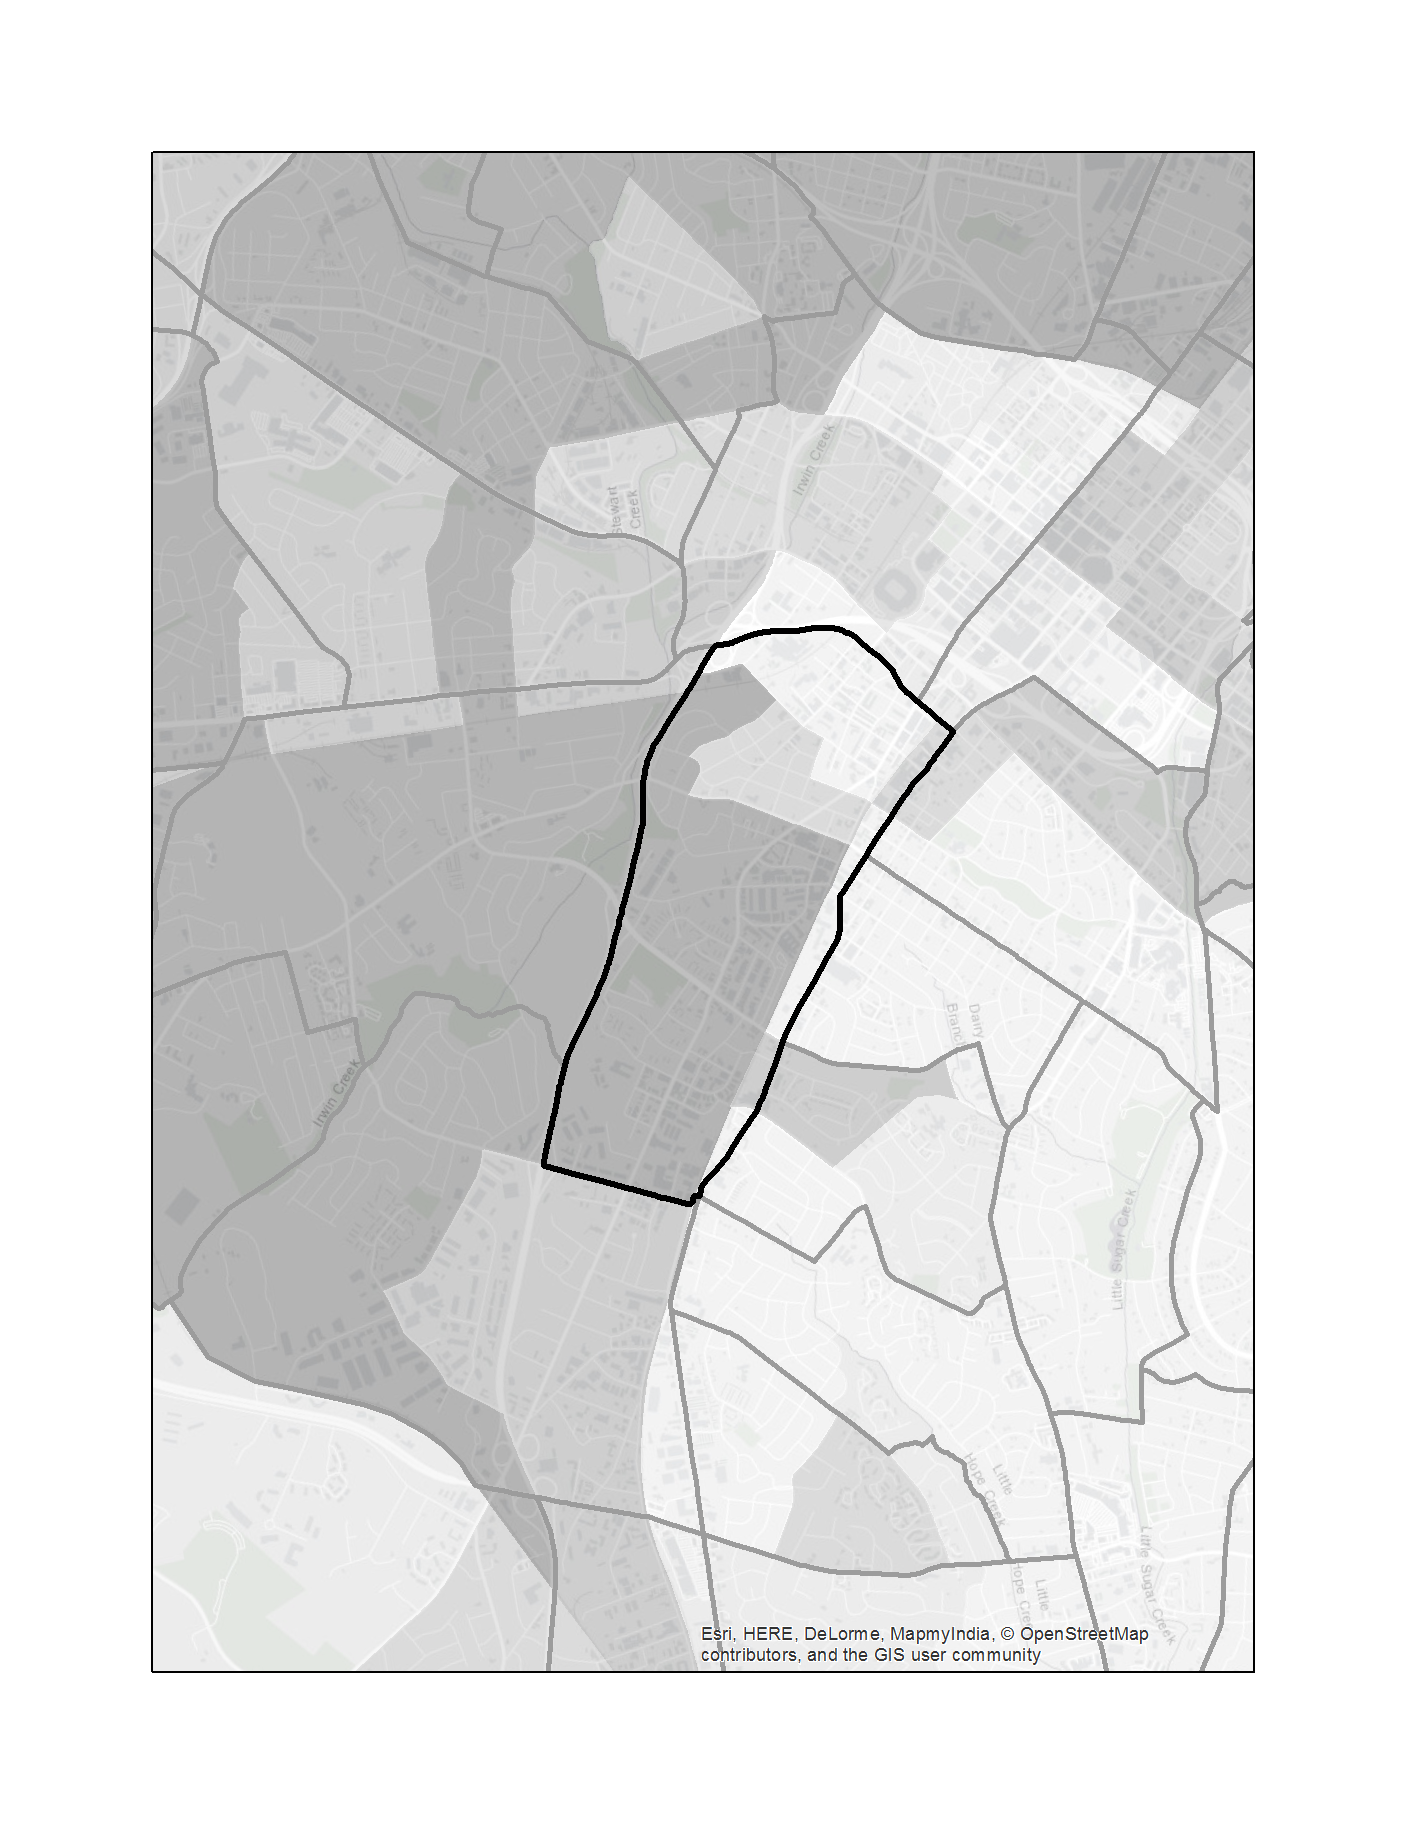 Irwin Creek
Stewart
Creek
Dairy
Branch
Irwin Creek
Little Sugar Creek
Little
Hope Creek
Little Sugar Creek
Little
Hope Creek
Esri, HERE, DeLorme, MapmyIndia, © OpenStreetMap
contributors, and the GIS user community